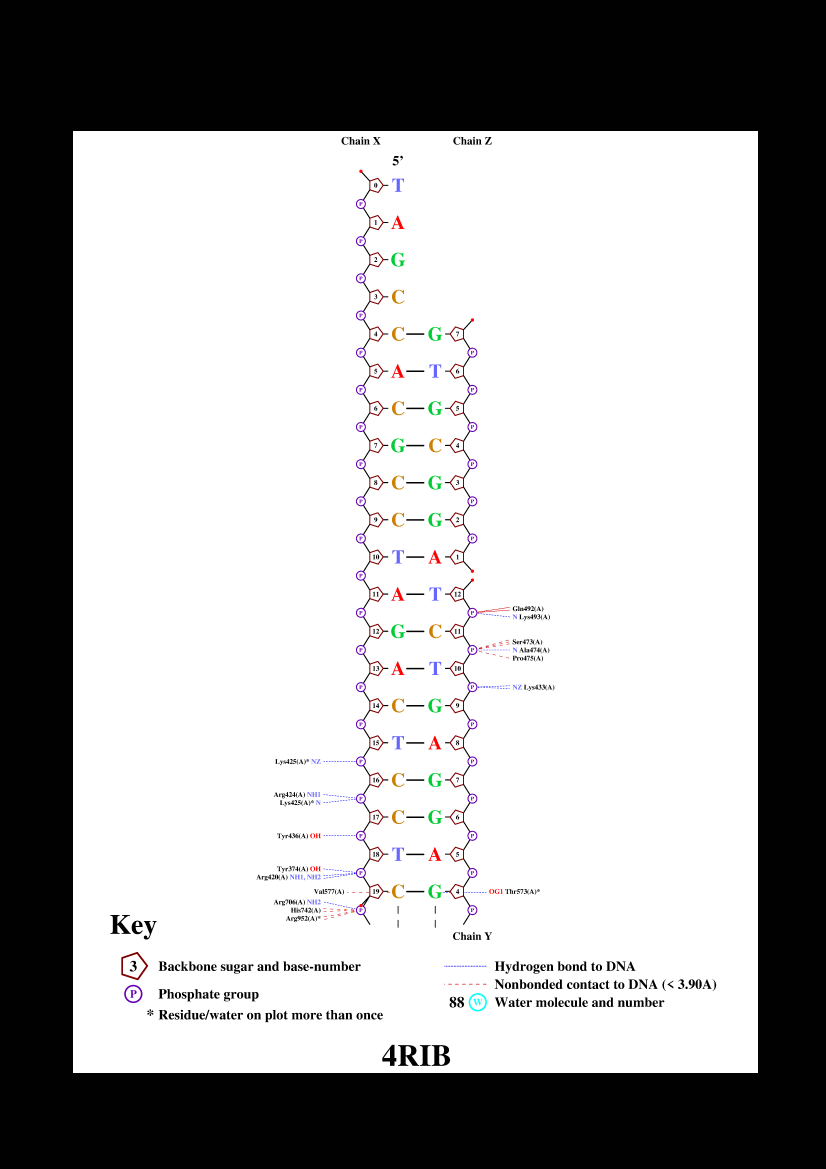 Chain X Chain Z
5’
0 T
P
1 A
P
2 G
P
3 C
P
4 C G 7
P P
5 A T 6
P P
6 C G 5
P P
7 G C 4
P P
8 C G 3
P P
9 C G 2
P P
10 T A 1
P
11 A T 12
Gln492(A)
P P N Lys493(A)
12 G C 11
Ser473(A)
P P N Ala474(A)
Pro475(A)
13 A T 10
P P NZ Lys433(A)
14 C G 9
P P
15 T A 8
Lys425(A)* NZ P P
16 C G 7
Arg424(A) NH1 P P
Lys425(A)* N
17 C G 6
Tyr436(A) OH P P
18 T A 5
Tyr374(A) OH P P
Arg420(A) NH1, NH2
Val577(A) 19 C G 4 OG1 Thr573(A)*
Arg706(A) NH2
His742(A) P P
Arg952(A)*
Key
Chain Y
3 Backbone sugar and base-number
Hydrogen bond to DNA
Nonbonded contact to DNA (< 3.90A)
P Phosphate group
88 W Water molecule and number
* Residue/water on plot more than once
4RIB